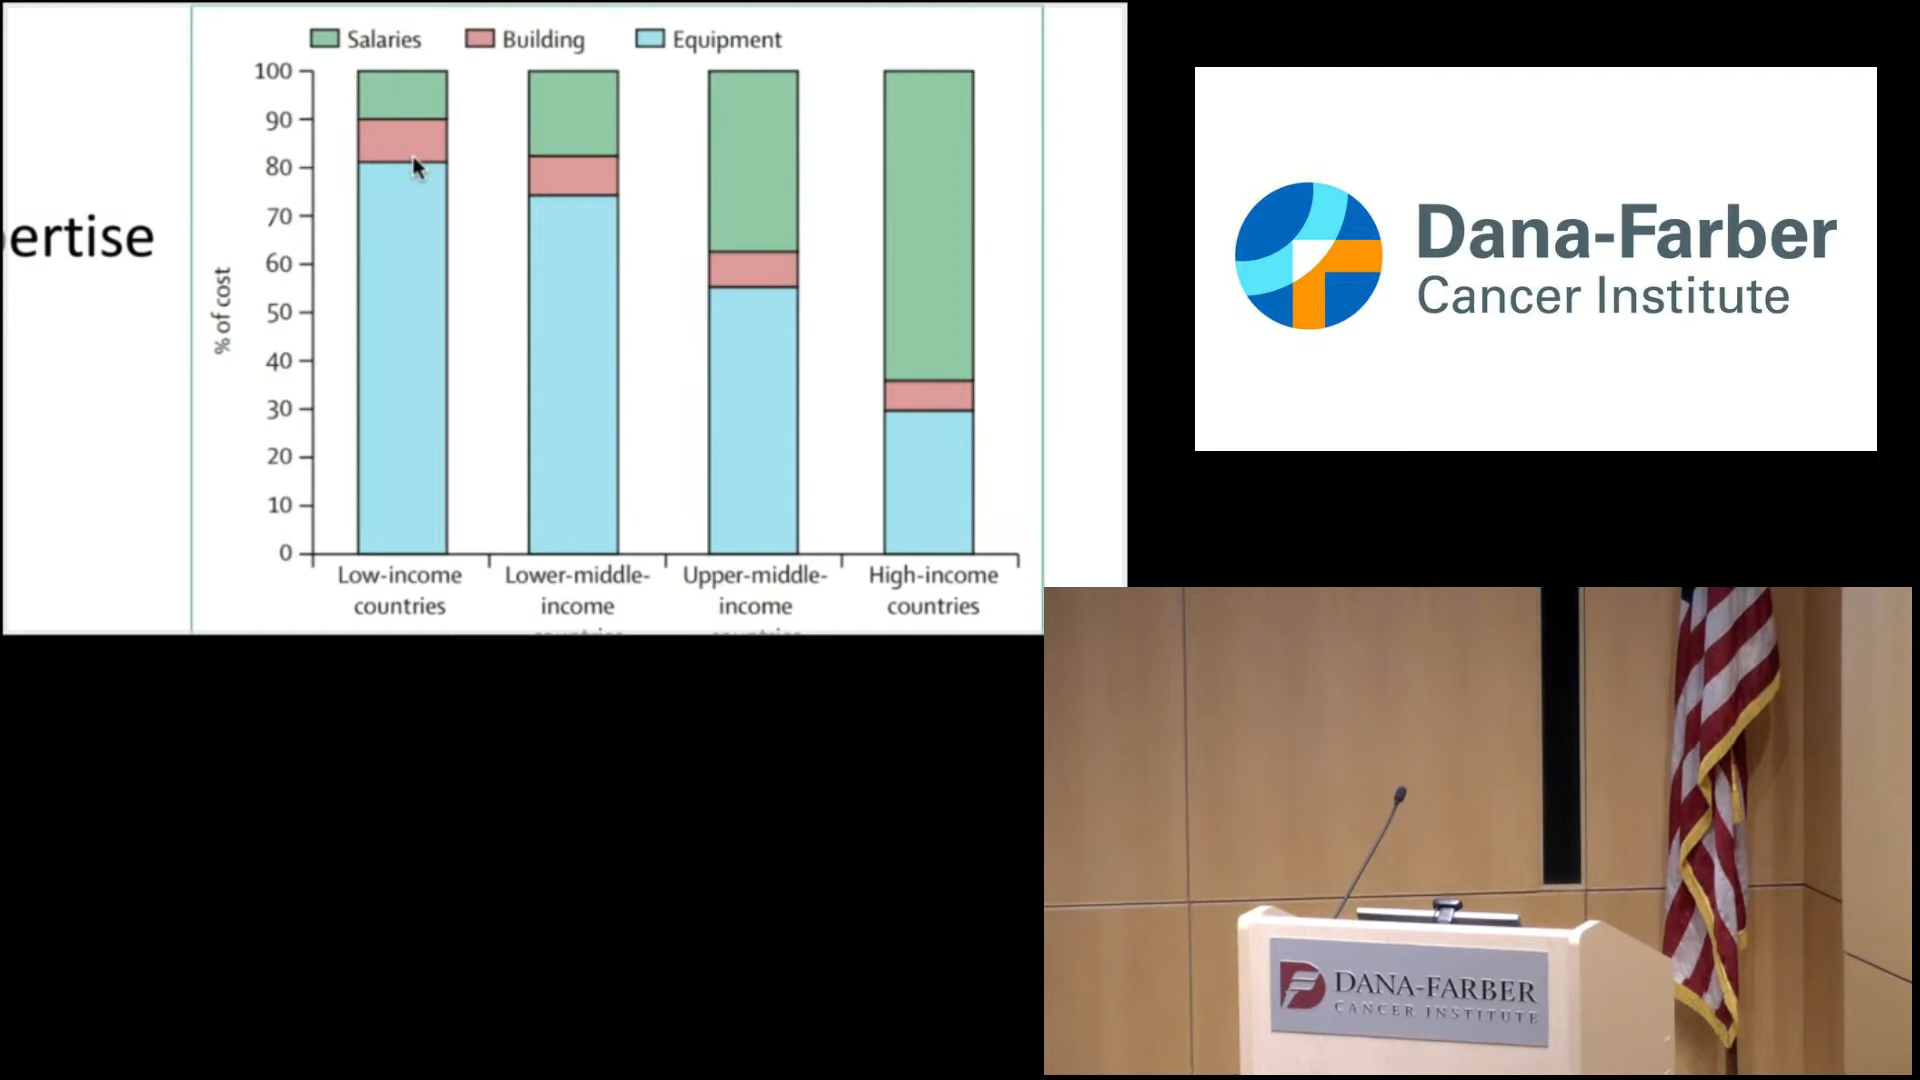 ertise
Salaries Building Equipment
100
90
80
70
60
50
40
30
20
10
0
% of cost
Low-income
countries
Lower-middle-
income
Upper-middle-
income
High-income
countries
Dana-Farber
Cancer Institute
DANA-FARBER
CANCER INSTITUTE